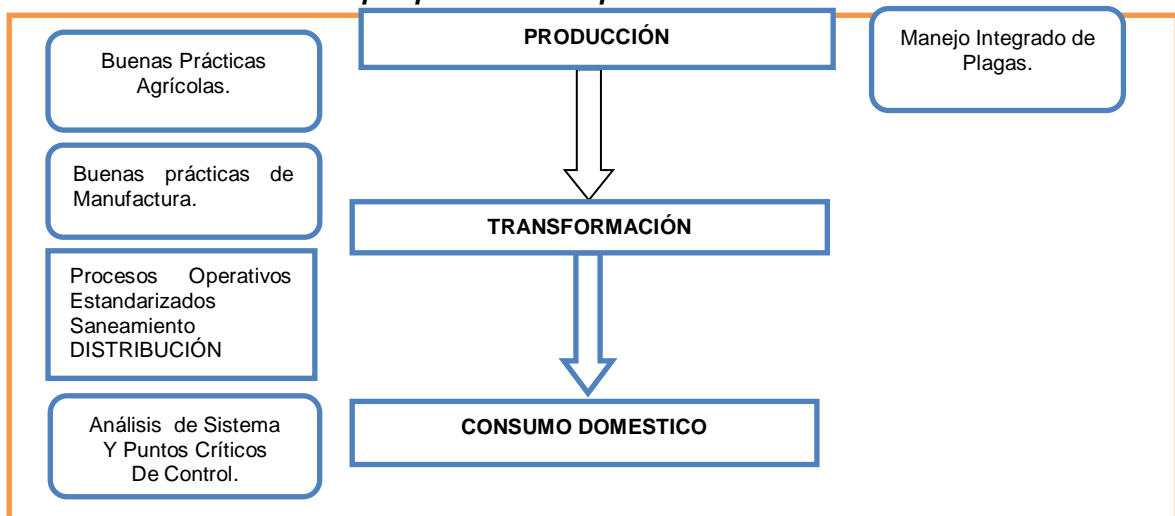 PRODUCCIÓN
Buenas Prácticas
Agrícolas.
Manejo Integrado de
Plagas.
Buenas prácticas de
Manufactura.
TRANSFORMACIÓN
Procesos Operativos
Estandarizados
Saneamiento
DISTRIBUCIÓN
Análisis de Sistema
Y Puntos Críticos
De Control.
CONSUMO DOMESTICO